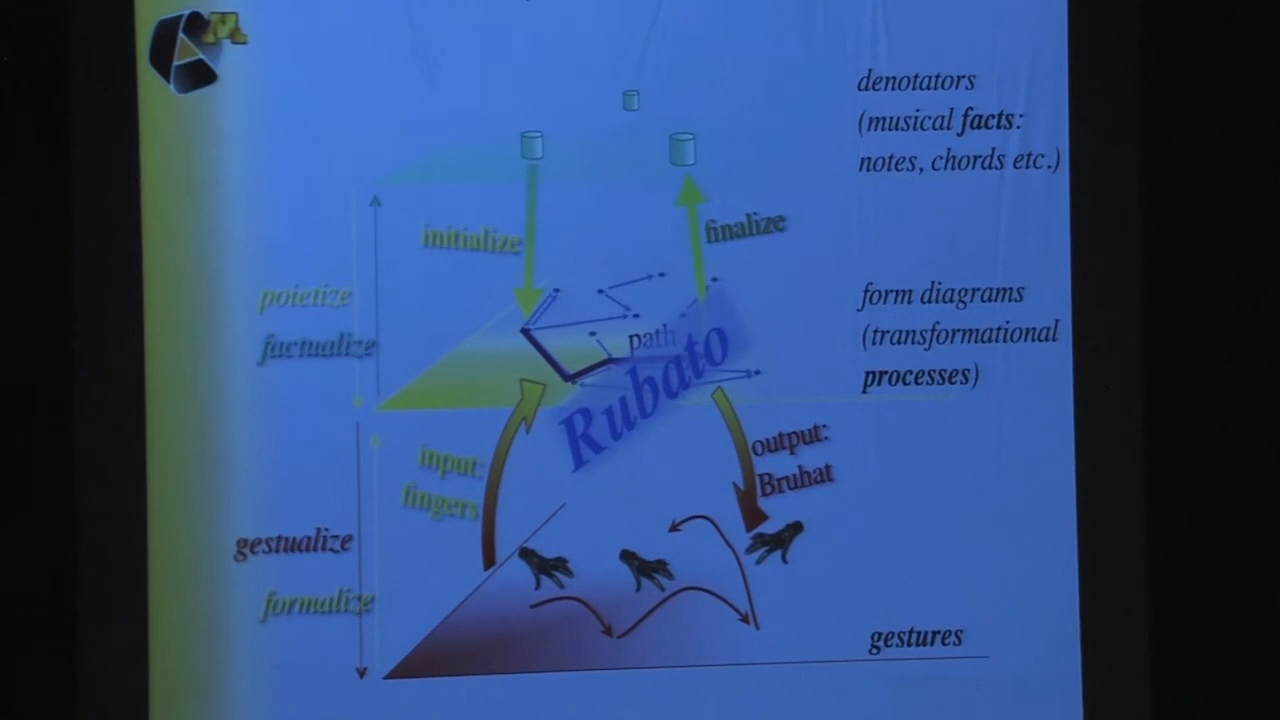 denotators
(musical facts:
notes, chords etc.)
initialize
finalize
poietize
factualize
path
Rubato
form diagrams
(transformational
processes)
input:
fingers
output:
Bruhat
gestualize
formalize
gestures